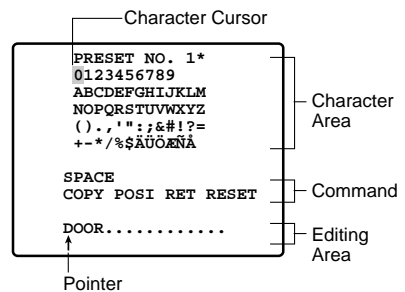 Character Cursor
PRESET NO. 1*
0123456789
ABCDEFGHIJKLM
NOPQRSTUVWXYZ
().,'":;&#!?=
+-*/%$ÄÜÖÆÑÅ
Character
Area
SPACE
COPY POSI RET RESET
Command
DOOR............
Editing
Area
Pointer